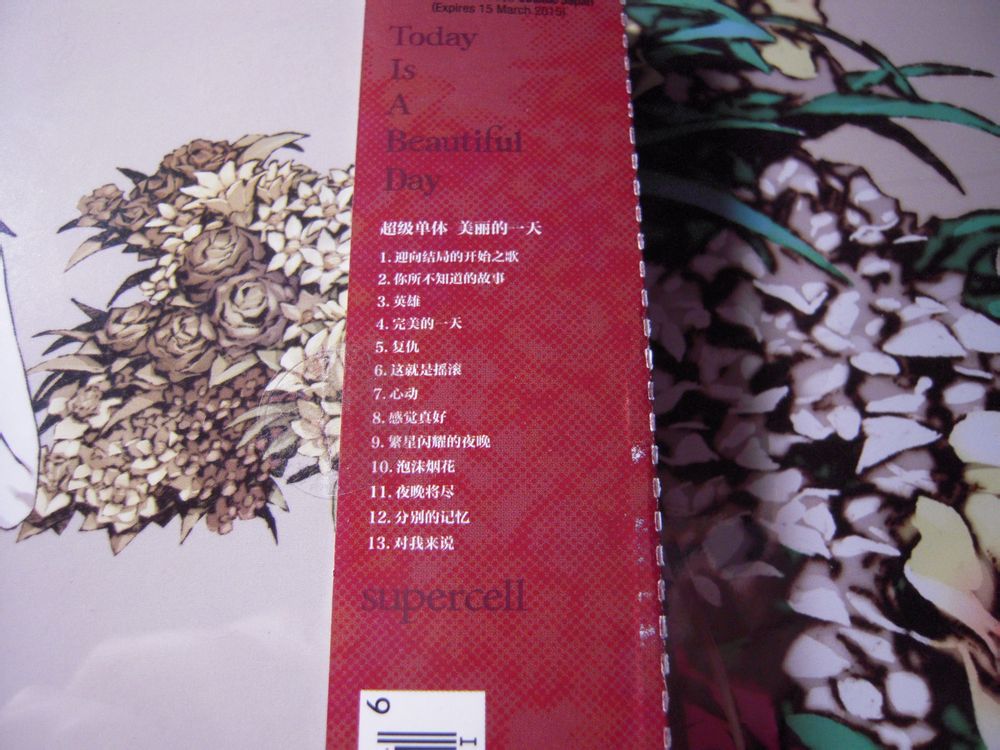 (Expires 15 March 2015)
Today
Is
A
Beautiful
Day
超级单体 美丽的一天
1. 迎向结局的开始之歌
2. 你所不知道的故事
3. 英雄
4. 完美的一天
5. 复仇
6. 这就是摇滚
7. 心动
8. 感觉真好
9. 繁星闪耀的夜晚
10. 泡沫烟花
11. 夜晚将尽
12. 分别的记忆
13. 对我来说
supercell
9